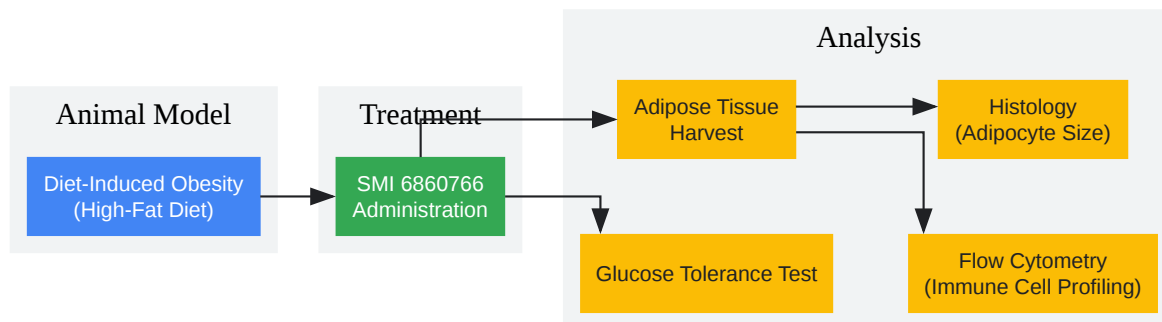 Animal Model
Diet-Induced Obesity
(High-Fat Diet)
Treatment
SMI 6860766
Administration
Analysis
Adipose Tissue
Harvest
Histology
(Adipocyte Size)
Glucose Tolerance Test
Flow Cytometry
(Immune Cell Profiling)